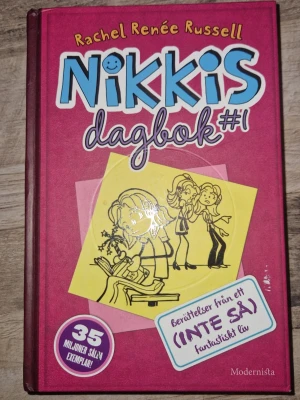 Rachel Renée Russell
NIKKIS
dagbok #1
Berättelser från ett
(INTE SÅ)
fantastiskt liv
35
MILJONER SÅLDA
EXEMPLAR!
Modernista